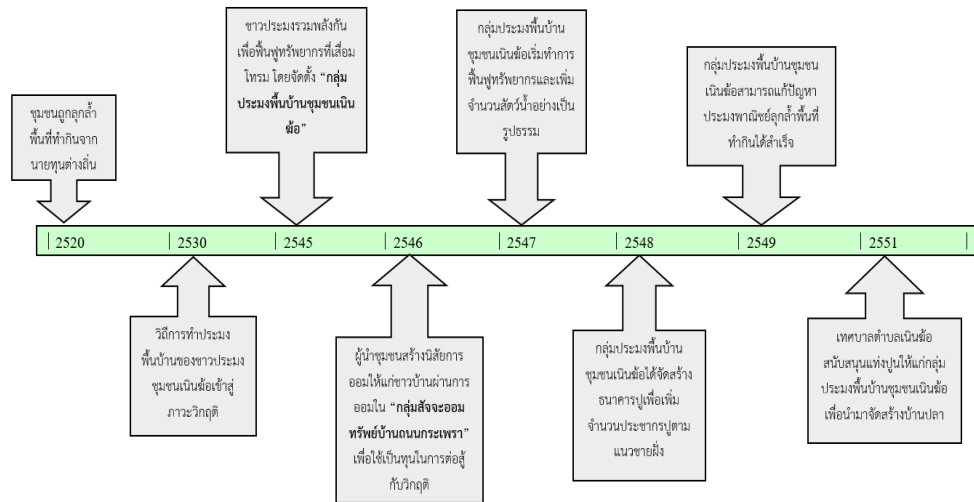 ชุมชนถูกลุกล้ำ
พื้นที่ทำกินจาก
นายทุนต่างถิ่น
ชาวประมงรวมพลังกัน
เพื่อฟื้นฟูทรัพยากรที่เสื่อม
โทรม โดยจัดตั้ง “กลุ่ม
ประมงพื้นบ้านชุมชนเนิน
ฆ้อ”
กลุ่มประมงพื้นบ้าน
ชุมชนเนินฆ้อเริ่มทำการ
ฟื้นฟูทรัพยากรและเพิ่ม
จำนวนสัตว์น้ำอย่างเป็น
รูปธรรม
กลุ่มประมงพื้นบ้านชุมชน
เนินฆ้อสามารถแก้ปัญหา
ประมงพาณิชย์ลุกล้ำพื้นที่
ทำกินได้สำเร็จ
2520 2530 2545 2546 2547 2548 2549 2551
วิถีการทำประมง
พื้นบ้านของชาวประมง
ชุมชนเนินฆ้อเข้าสู่
ภาวะวิกฤติ
ผู้นำชุมชนสร้างนิสัยการ
ออมให้แก่ชาวบ้านผ่านการ
ออมใน “กลุ่มสัจจะออม
ทรัพย์บ้านถนนกระเพรา”
เพื่อใช้เป็นทุนในการต่อสู้
กับวิกฤติ
กลุ่มประมงพื้นบ้าน
ชุมชนเนินฆ้อได้จัดสร้าง
ธนาคารปูเพื่อเพิ่ม
จำนวนประชากรปูตาม
แนวชายฝั่ง
เทศบาลตำบลเนินฆ้อ
สนับสนุนแท่งปูนให้แก่กลุ่ม
ประมงพื้นบ้านชุมชนเนินฆ้อ
เพื่อนำมาจัดสร้างบ้านปลา